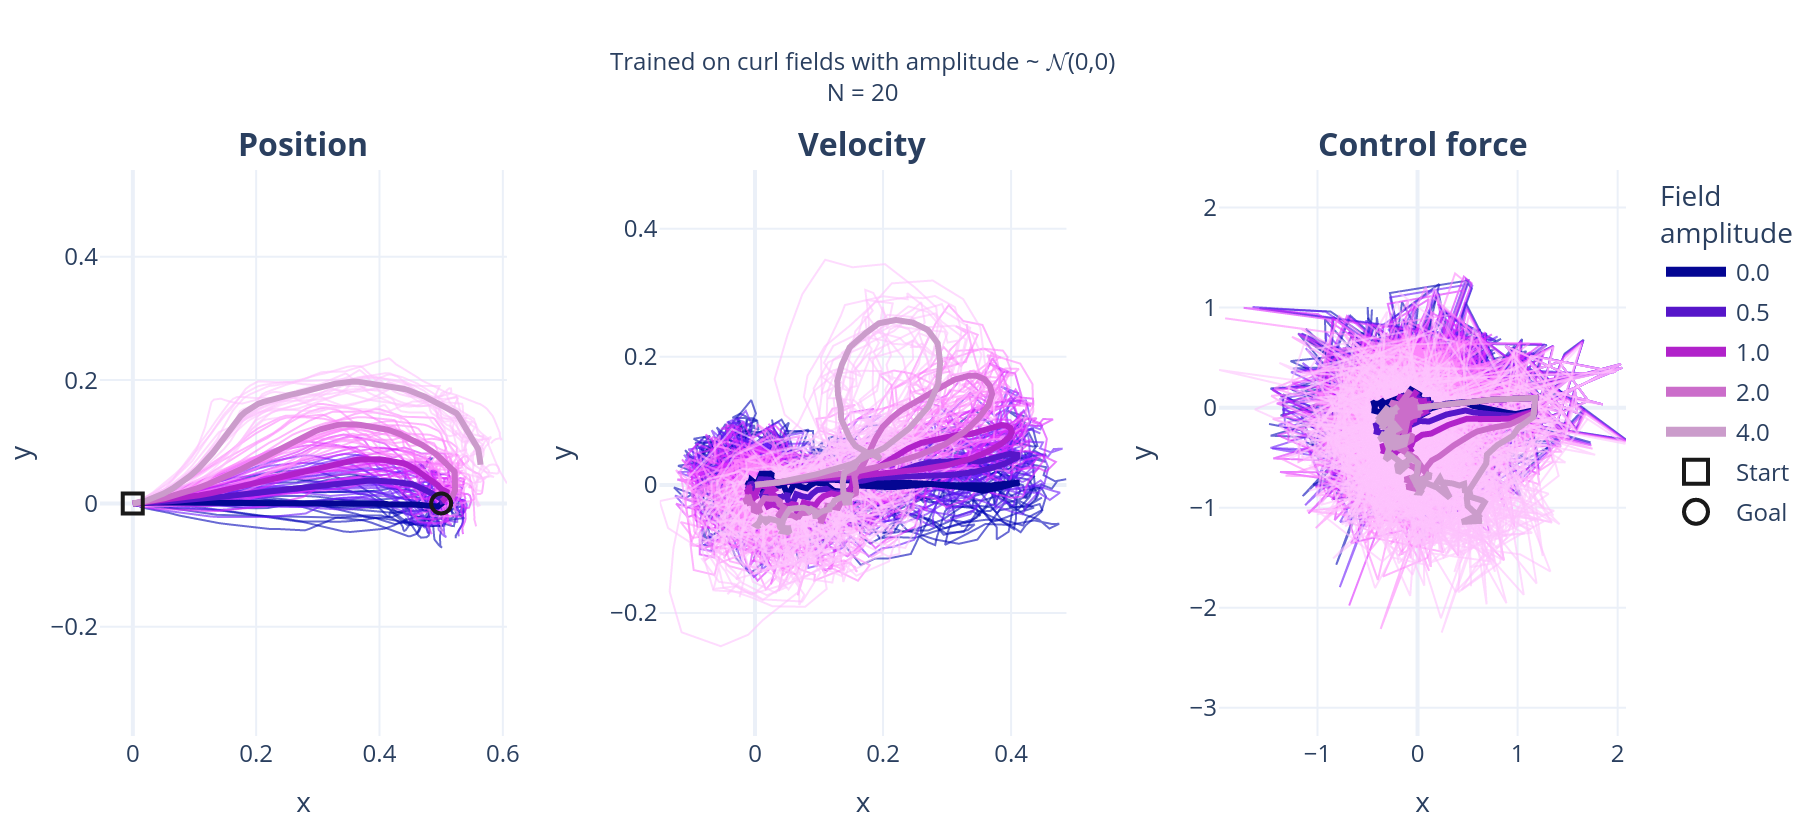 Trained on curl fields with amplitude ~ 𝒩(0,0)
N = 20
Position
Velocity
Control force
0.4
0.2
0
−0.2
0
0.2
0.4
0.6
x
y
0.4
0.2
0
−0.2
0
0.2
0.4
x
y
2
1
0
−1
−2
−3
−1
0
1
2
x
y
Field
amplitude
0.0
0.5
1.0
2.0
4.0
Start
Goal